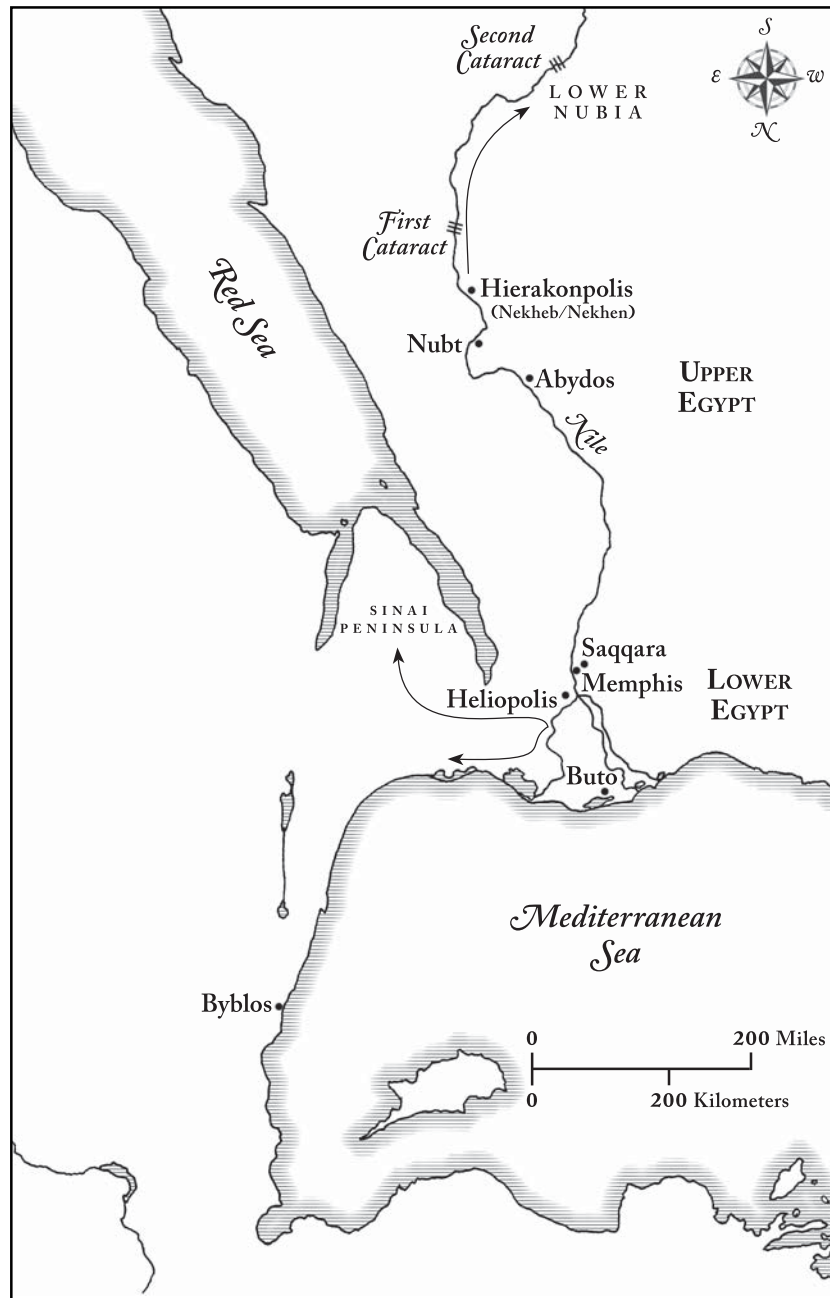 Second
Cataract
S
E
W
N
LOWER
NUBIA
First
Cataract
Red Sea
Hierakonpolis
(Nekheb/Nekhen)
Nubt
Abydos
UPPER
EGYPT
Nile
SINAI
PENINSULA
Saqqara
Memphis
Heliopolis
LOWER
EGYPT
Buto
Mediterranean
Sea
Byblos
0
200 Miles
0
200 Kilometers